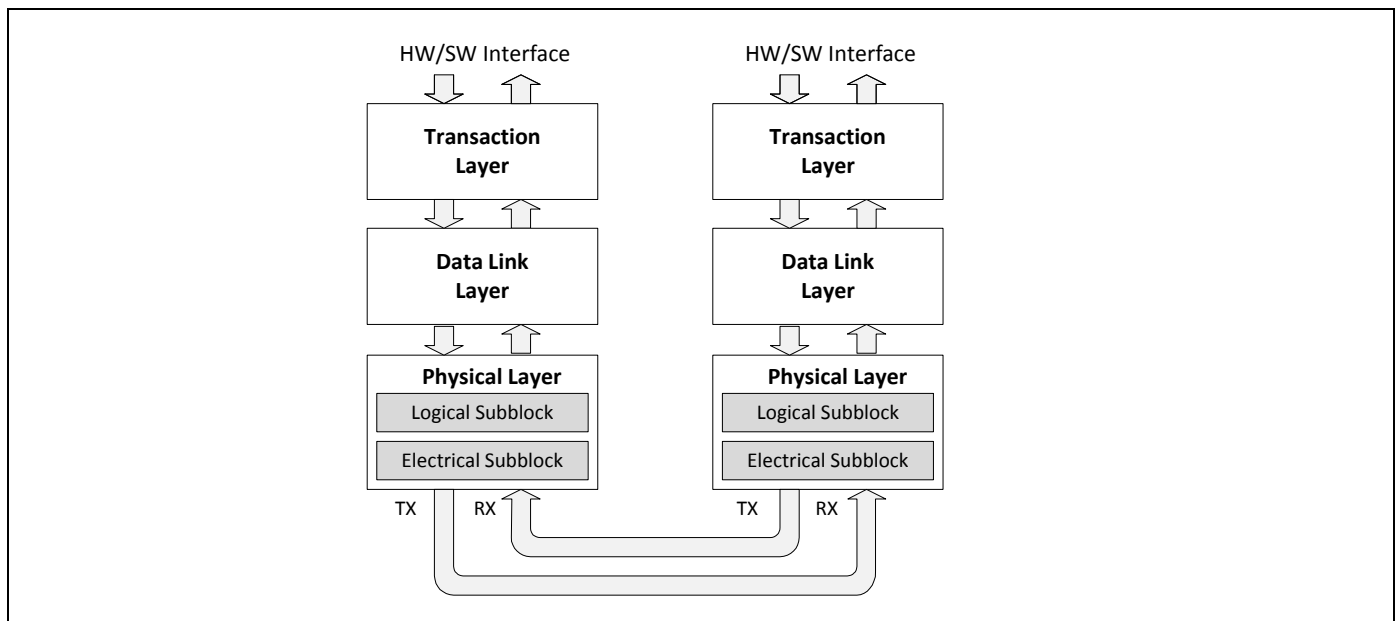 HW/SW Interface
Transaction
Layer
Data Link
Layer
Physical Layer
Logical Subblock
Electrical Subblock
TX RX
HW/SW Interface
Transaction
Layer
Data Link
Layer
Physical Layer
Logical Subblock
Electrical Subblock
TX RX